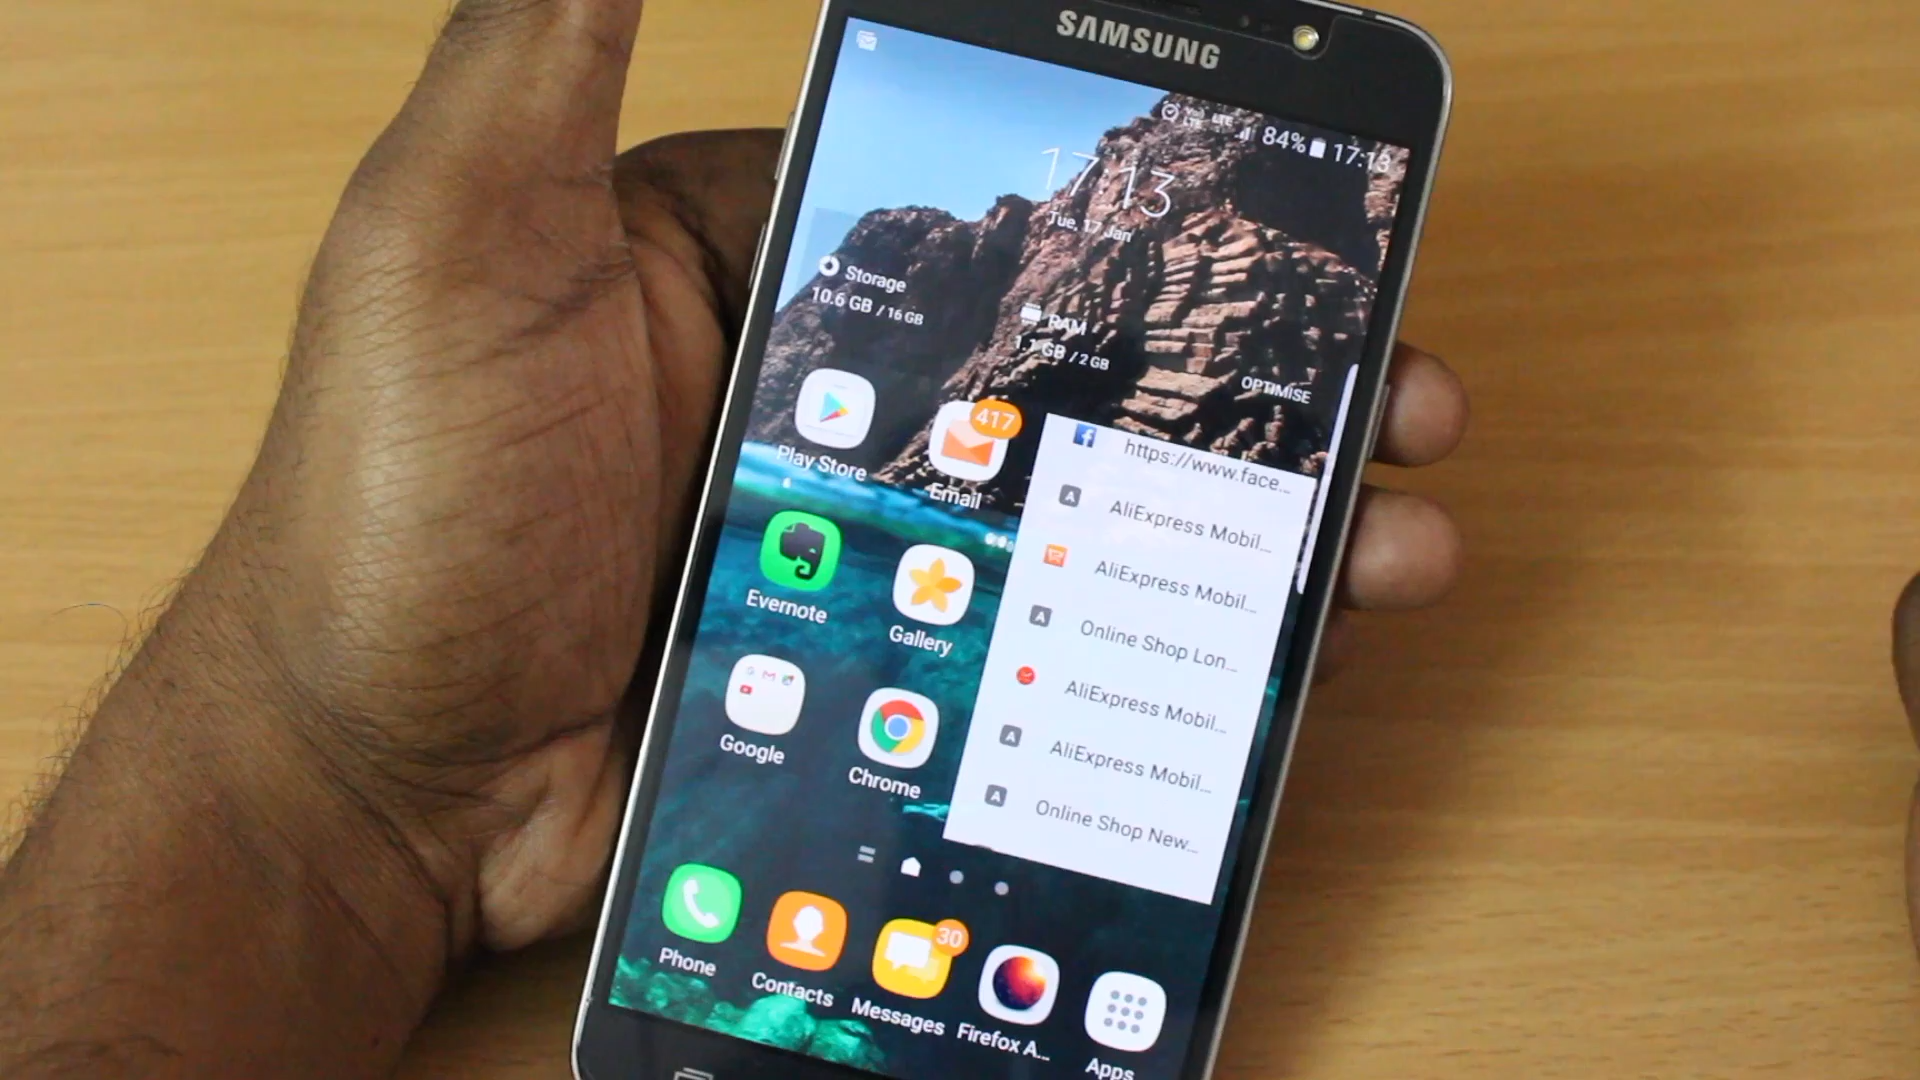 SAMSUNG
LTE
84% 17:13
17:13
Tue, 17 Jan
Storage
10.6 GB / 16 GB
RAM
1.1 GB / 2 GB
OPTIMISE
Play Store
417
Email
https://www.face...
A AliExpress Mobil...
AliExpress Mobil...
A Online Shop Lon...
AliExpress Mobil...
A AliExpress Mobil...
A Online Shop New...
Evernote
Gallery
Google
Chrome
Phone
Contacts
30
Messages
Firefox A...
Apps